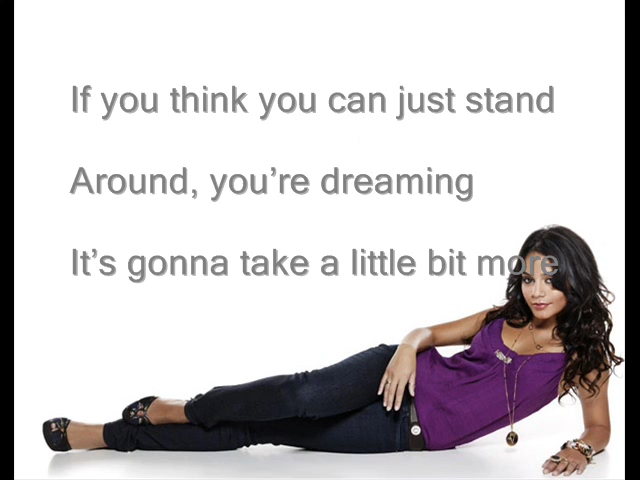 If you think you can just stand
Around, you’re dreaming
It’s gonna take a little bit more